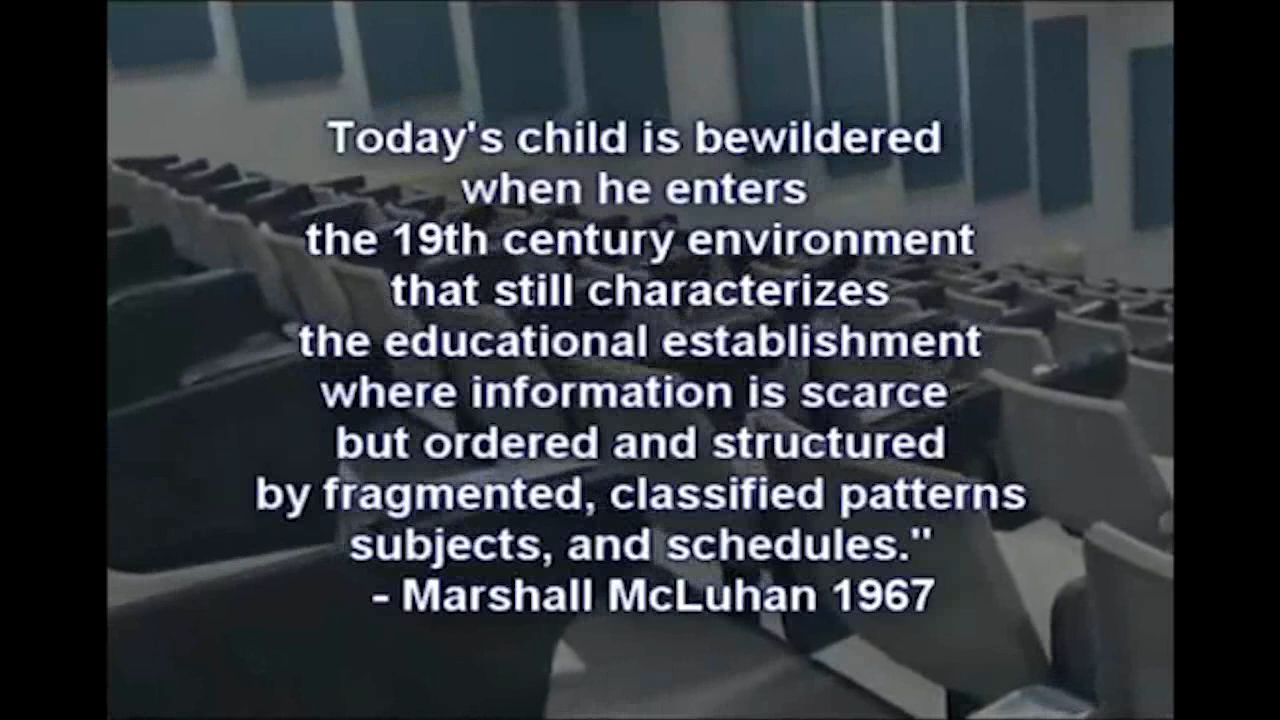 Today's child is bewildered
when he enters
the 19th century environment
that still characterizes
the educational establishment
where information is scarce
but ordered and structured
by fragmented, classified patterns
subjects, and schedules."
- Marshall McLuhan 1967